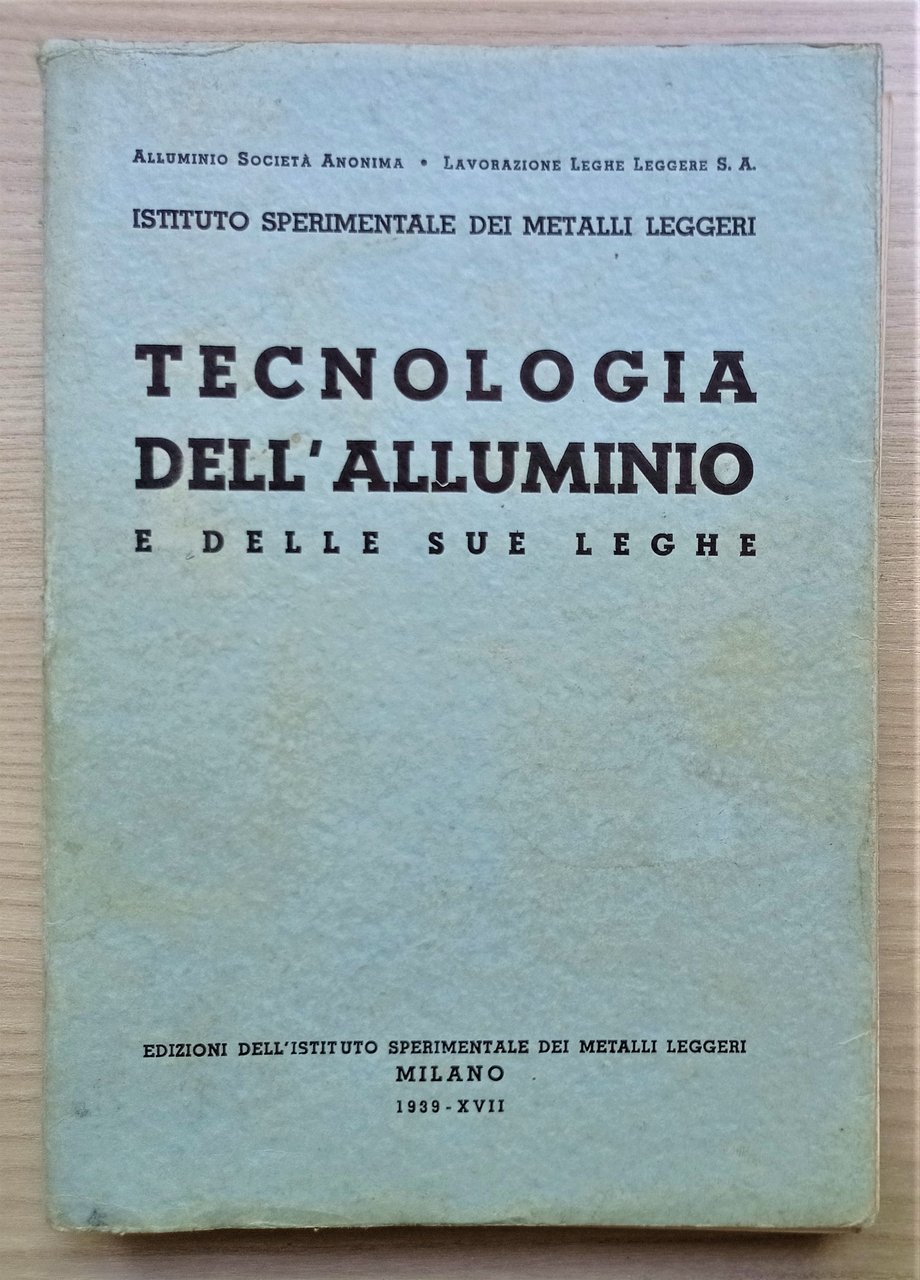 Alluminio Società Anonima • Lavorazione Leghe Leggere S. A.
ISTITUTO SPERIMENTALE DEI METALLI LEGGERI
TECNOLOGIA
DELL'ALLUMINIO
E DELLE SUE LEGHE
EDIZIONI DELL'ISTITUTO SPERIMENTALE DEI METALLI LEGGERI
MILANO
1939 - XVII